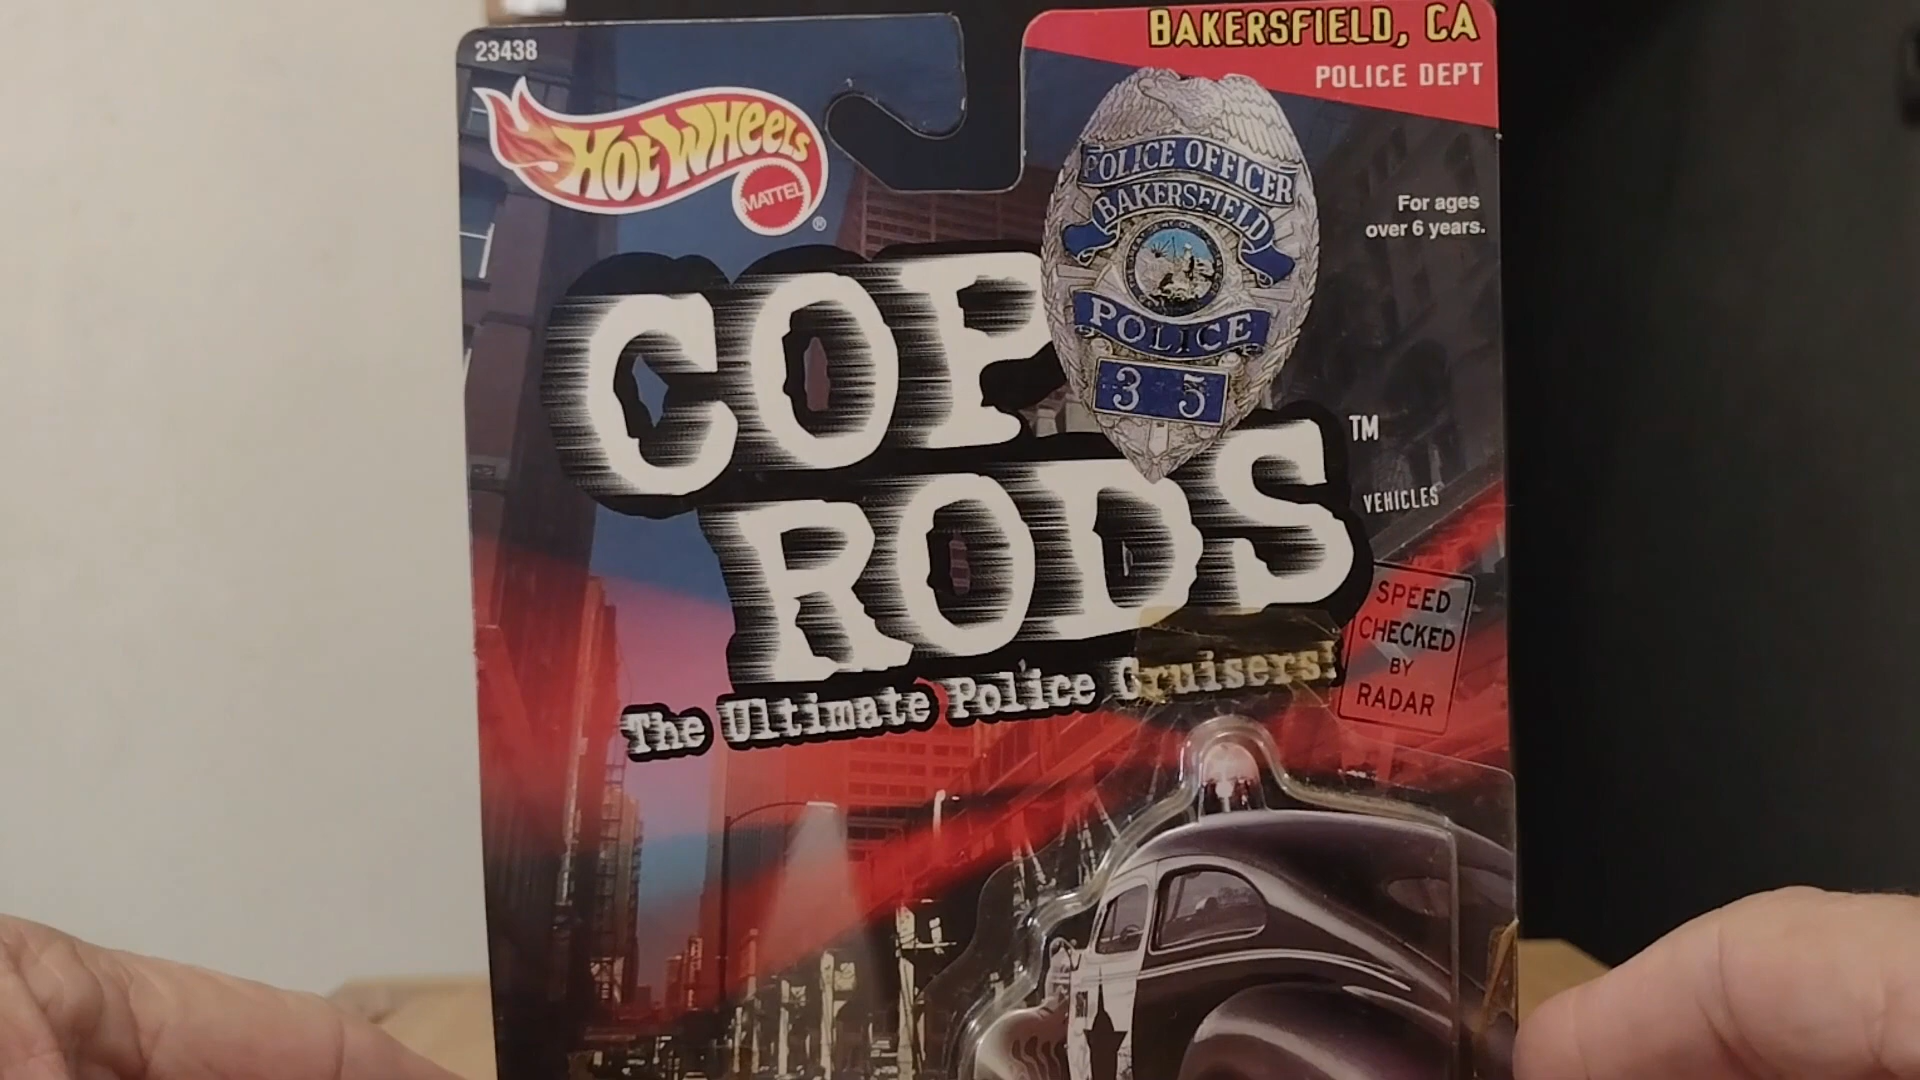 23438
HOT WHEELS
MATTEL
®
BAKERSFIELD, CA
POLICE DEPT
POLICE OFFICER
BAKERSFIELD
POLICE
3 5
For ages
over 6 years.
COP
RODS
TM
VEHICLES
The Ultimate Police Cruisers!
SPEED
CHECKED
BY
RADAR